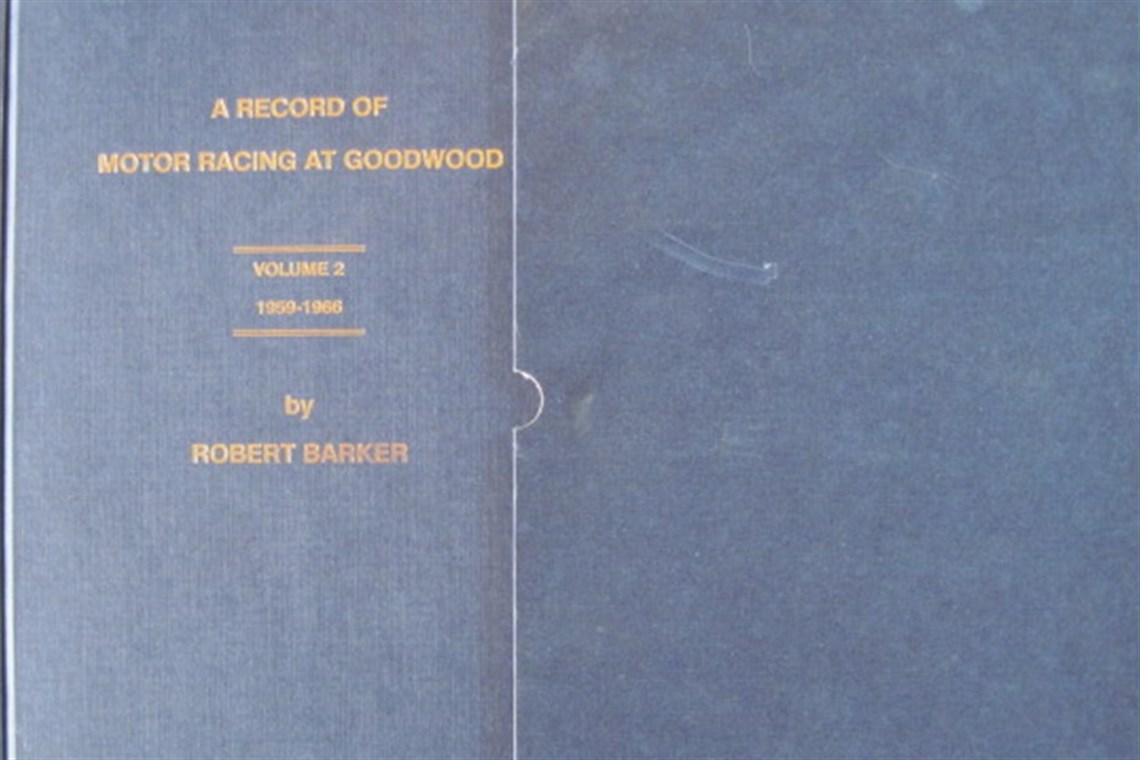 A RECORD OF
MOTOR RACING AT GOODWOOD
VOLUME 2
1959-1966
by
ROBERT BARKER